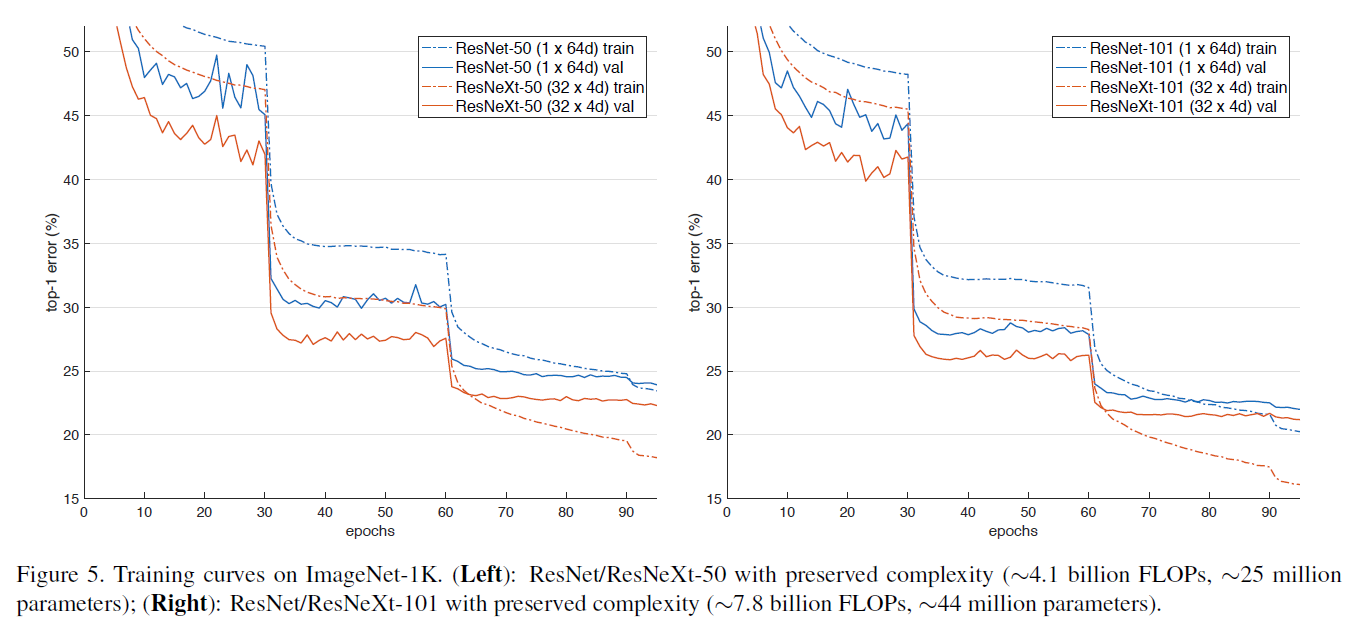 50
45
40
35
30
25
20
15
0 10 20 30 40 50 60 70 80 90
epochs
top-1 error (%)
ResNet-50 (1 x 64d) train
ResNet-50 (1 x 64d) val
ResNeXt-50 (32 x 4d) train
ResNeXt-50 (32 x 4d) val
50
45
40
35
30
25
20
15
0 10 20 30 40 50 60 70 80 90
epochs
top-1 error (%)
ResNet-101 (1 x 64d) train
ResNet-101 (1 x 64d) val
ResNeXt-101 (32 x 4d) train
ResNeXt-101 (32 x 4d) val
Figure 5. Training curves on ImageNet-1K. (Left): ResNet/ResNeXt-50 with preserved complexity (∼4.1 billion FLOPs, ∼25 million
parameters); (Right): ResNet/ResNeXt-101 with preserved complexity (∼7.8 billion FLOPs, ∼44 million parameters).